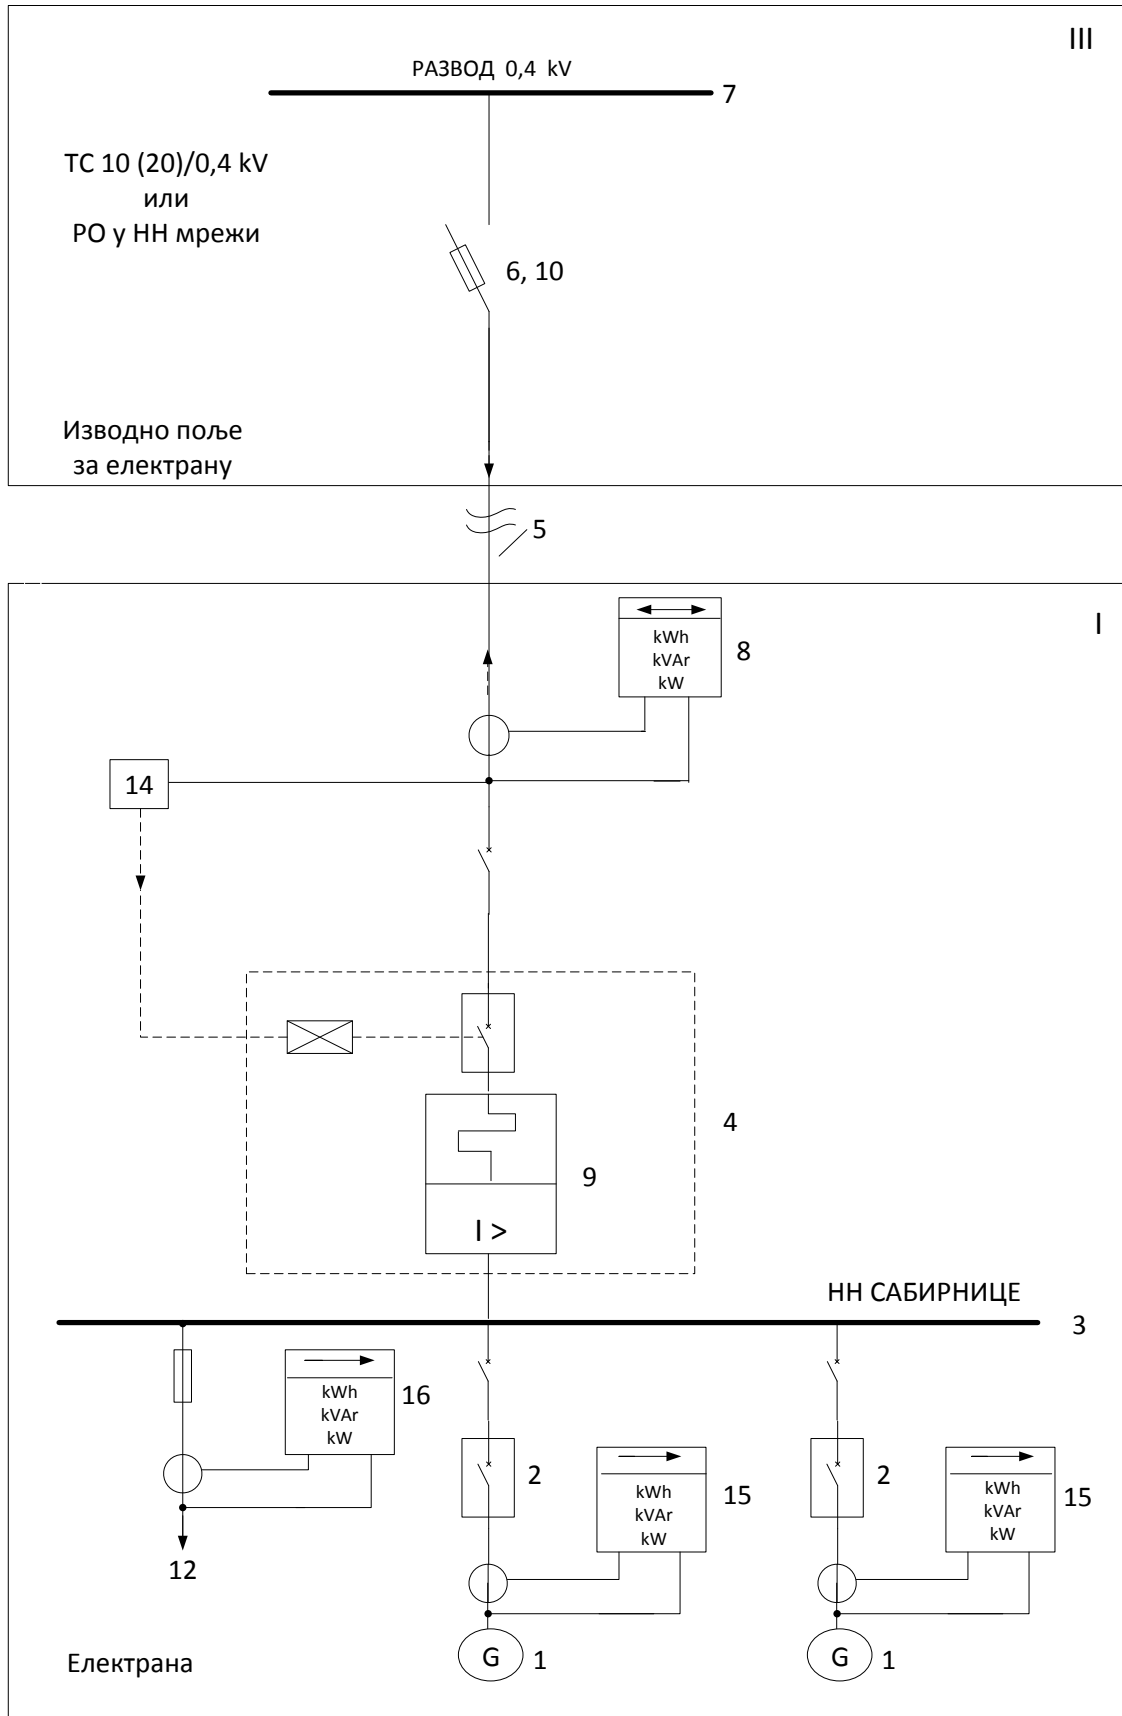 III
РАЗВОД 0,4 kV
7
ТС 10 (20)/0,4 kV
или
РО у НН мрежи
6, 10
Изводно поље
за електрану
5
I
kWh
kVAr
kW
8
14
4
9
I >
НН САБИРНИЦЕ
3
kWh
kVAr
kW
16
2
kWh
kVAr
kW
15
2
kWh
kVAr
kW
15
12
G
1
G
1
Електрана